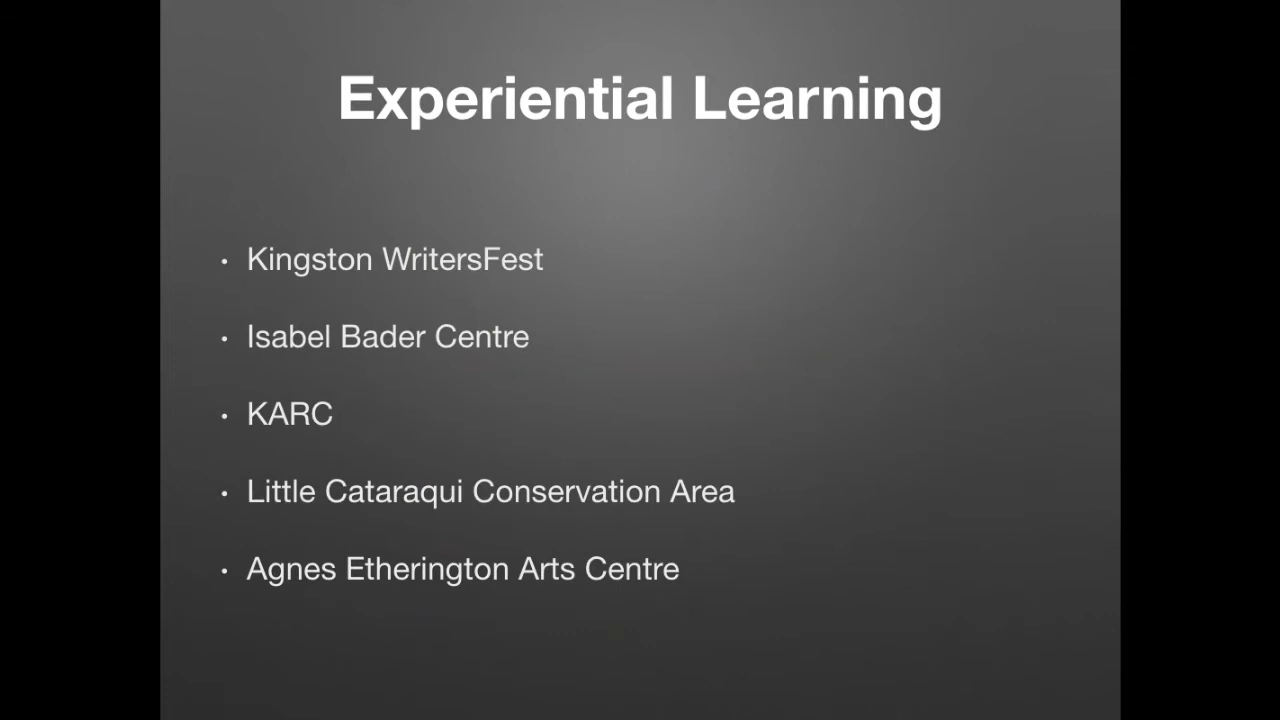 Experiential Learning
• Kingston WritersFest
• Isabel Bader Centre
• KARC
• Little Cataraqui Conservation Area
• Agnes Etherington Arts Centre